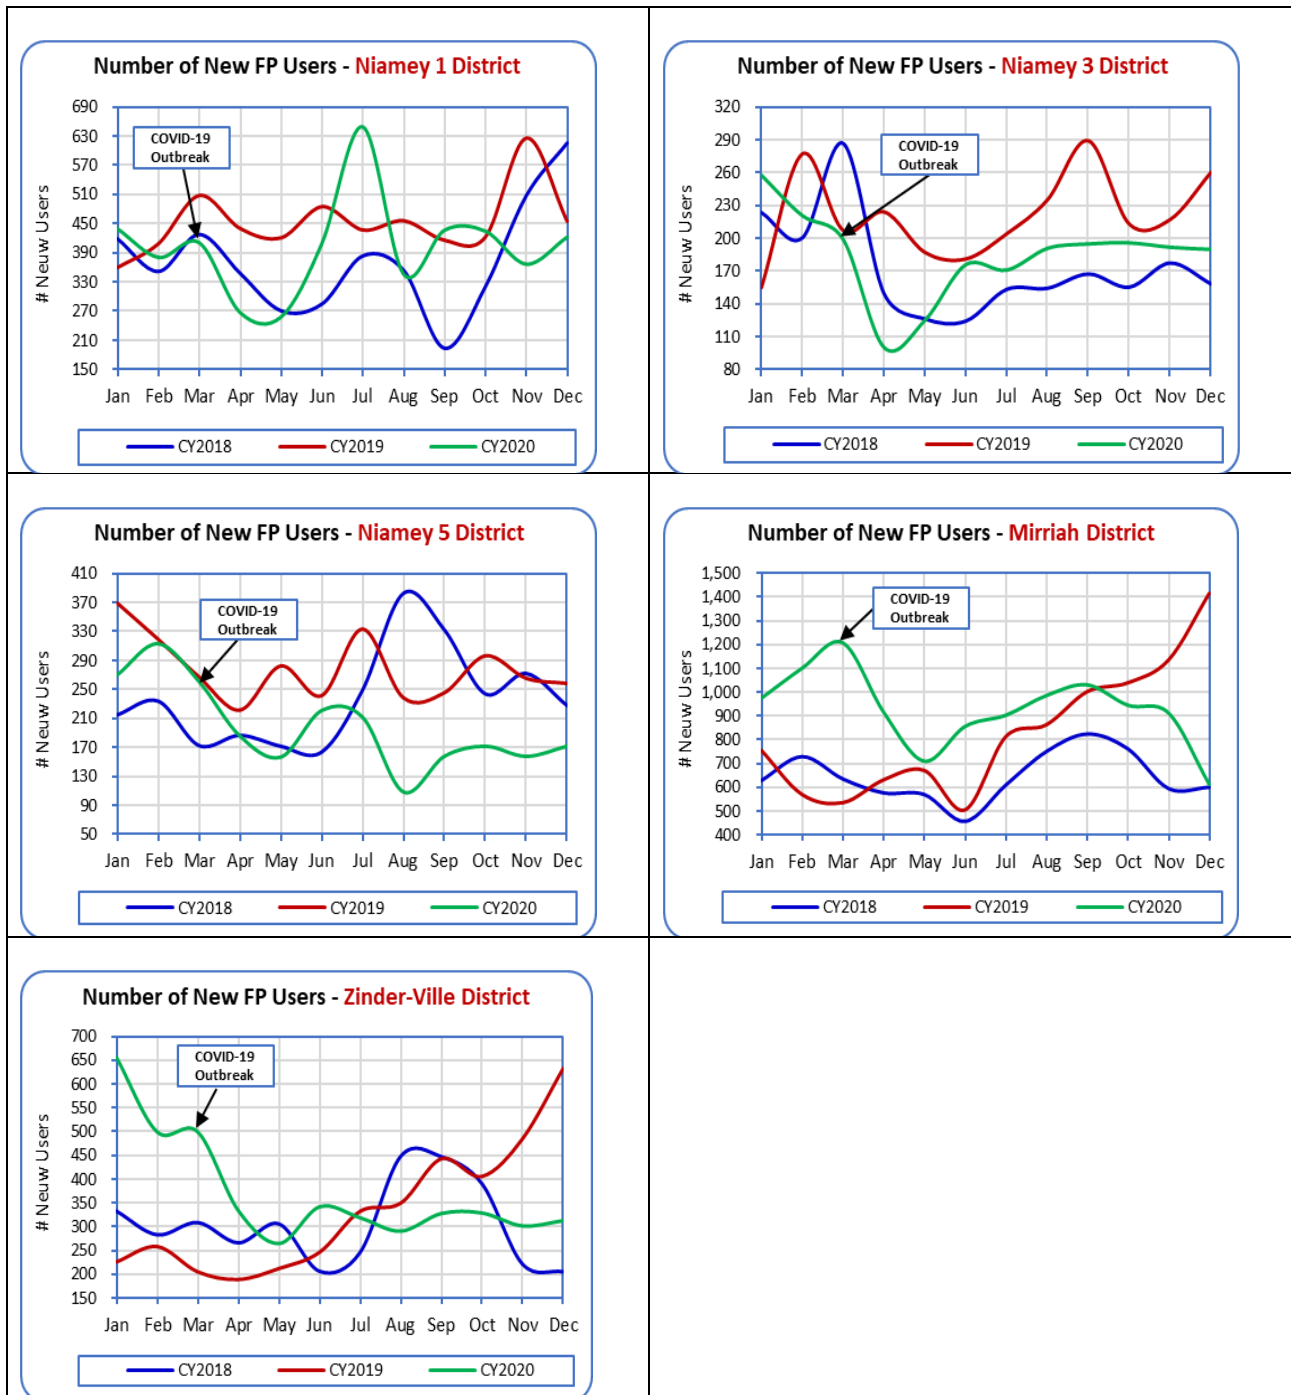 Number of New FP Users - Niamey 1 District
# Neuw Users
690
630
570
510
450
390
330
270
210
150
COVID-19
Outbreak
Jan Feb Mar Apr May Jun Jul Aug Sep Oct Nov Dec
CY2018 CY2019 CY2020
Number of New FP Users - Niamey 3 District
# Neuw Users
320
290
260
230
200
170
140
110
80
COVID-19
Outbreak
Jan Feb Mar Apr May Jun Jul Aug Sep Oct Nov Dec
CY2018 CY2019 CY2020
Number of New FP Users - Niamey 5 District
# Neuw Users
410
370
330
290
250
210
170
130
90
50
COVID-19
Outbreak
Jan Feb Mar Apr May Jun Jul Aug Sep Oct Nov Dec
CY2018 CY2019 CY2020
Number of New FP Users - Mirriah District
# Neuw Users
1,500
1,400
1,300
1,200
1,100
1,000
900
800
700
600
500
400
COVID-19
Outbreak
Jan Feb Mar Apr May Jun Jul Aug Sep Oct Nov Dec
CY2018 CY2019 CY2020
Number of New FP Users - Zinder-Ville District
# Neuw Users
700
650
600
550
500
450
400
350
300
250
200
150
COVID-19
Outbreak
Jan Feb Mar Apr May Jun Jul Aug Sep Oct Nov Dec
CY2018 CY2019 CY2020